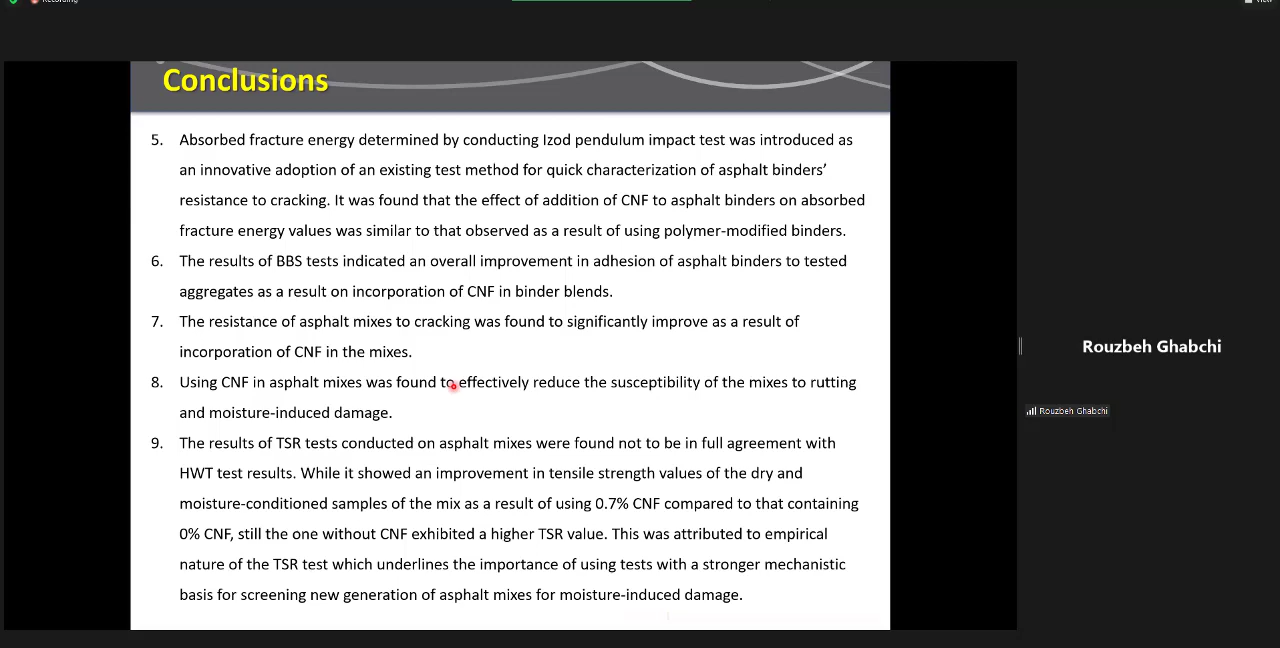 Recording
View
Conclusions
5. Absorbed fracture energy determined by conducting Izod pendulum impact test was introduced as
an innovative adoption of an existing test method for quick characterization of asphalt binders’
resistance to cracking. It was found that the effect of addition of CNF to asphalt binders on absorbed
fracture energy values was similar to that observed as a result of using polymer-modified binders.
6. The results of BBS tests indicated an overall improvement in adhesion of asphalt binders to tested
aggregates as a result on incorporation of CNF in binder blends.
7. The resistance of asphalt mixes to cracking was found to significantly improve as a result of
incorporation of CNF in the mixes.
8. Using CNF in asphalt mixes was found to effectively reduce the susceptibility of the mixes to rutting
and moisture-induced damage.
9. The results of TSR tests conducted on asphalt mixes were found not to be in full agreement with
HWT test results. While it showed an improvement in tensile strength values of the dry and
moisture-conditioned samples of the mix as a result of using 0.7% CNF compared to that containing
0% CNF, still the one without CNF exhibited a higher TSR value. This was attributed to empirical
nature of the TSR test which underlines the importance of using tests with a stronger mechanistic
basis for screening new generation of asphalt mixes for moisture-induced damage.
Rouzbeh Ghabchi
Rouzbeh Ghabchi